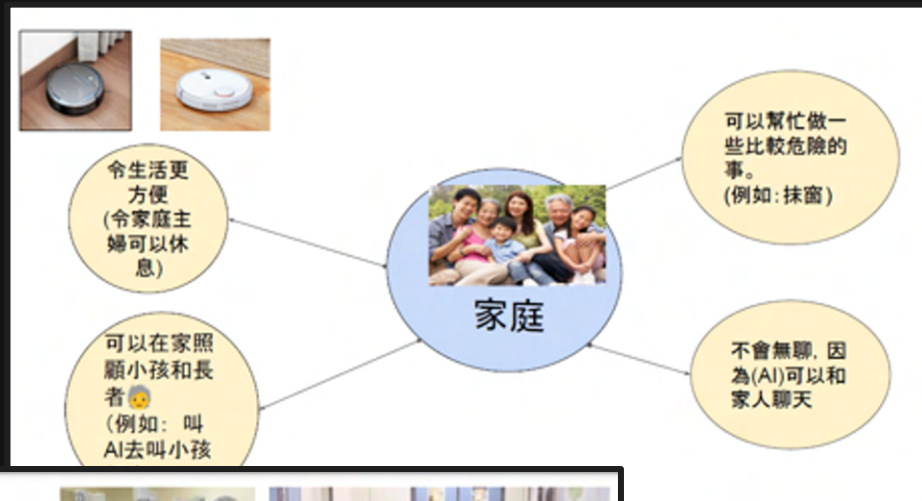 令生活更
方便
(令家庭主
婦可以休
息)
可以幫忙做一
些比較危險的
事。
(例如:抹窗)
家庭
可以在家照
顧小孩和長
者🧓
(例如: 叫
AI去叫小孩
不會無聊, 因
為(AI)可以和
家人聊天